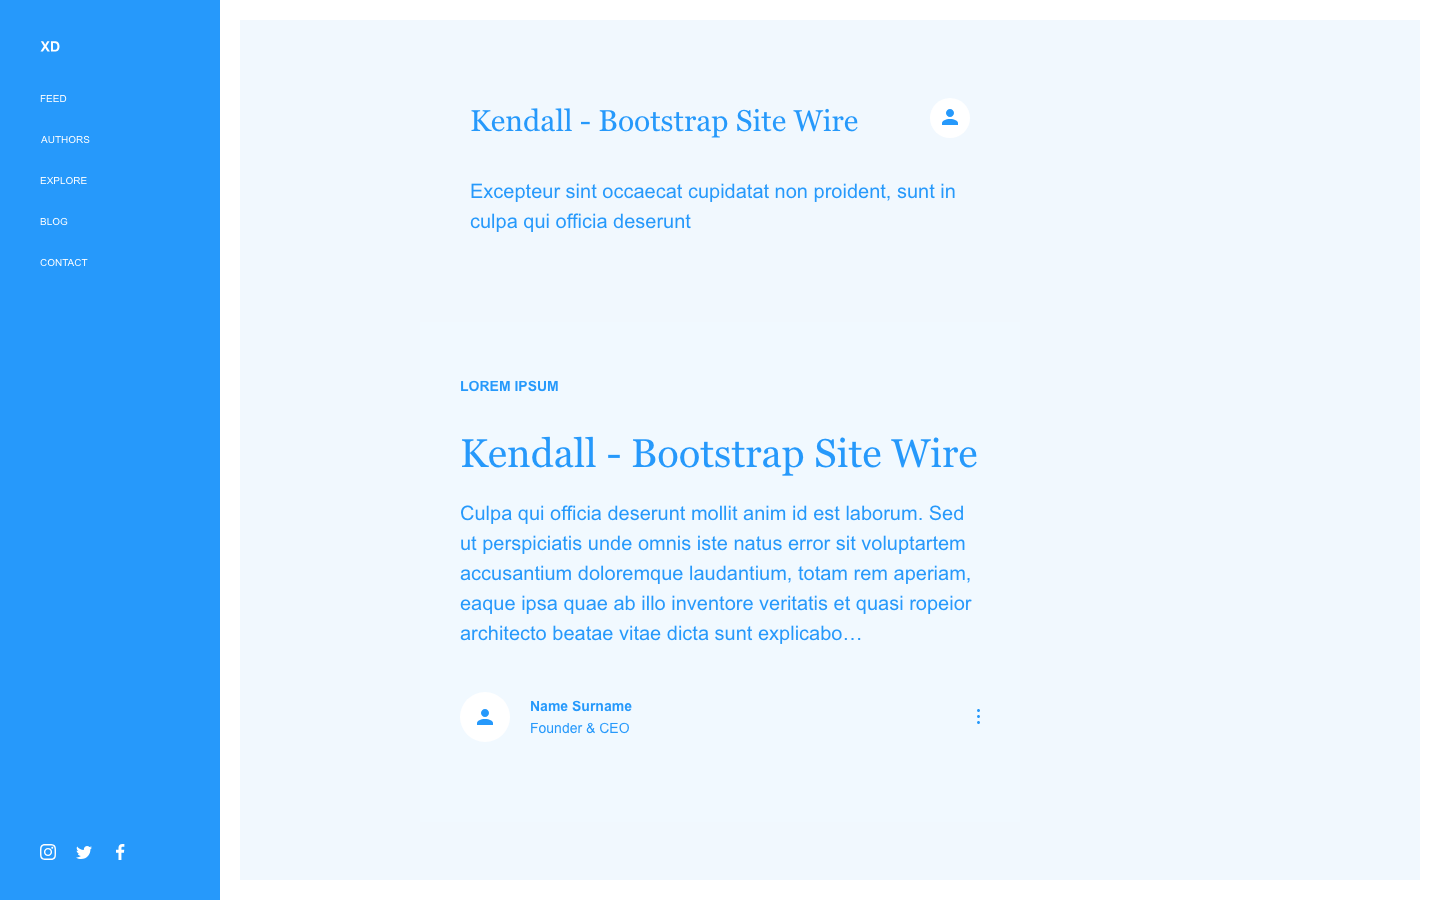 XD
FEED
AUTHORS
EXPLORE
BLOG
CONTACT
Kendall - Bootstrap Site Wire
Excepteur sint occaecat cupidatat non proident, sunt in
culpa qui officia deserunt
LOREM IPSUM
Kendall - Bootstrap Site Wire
Culpa qui officia deserunt mollit anim id est laborum. Sed
ut perspiciatis unde omnis iste natus error sit voluptartem
accusantium doloremque laudantium, totam rem aperiam,
eaque ipsa quae ab illo inventore veritatis et quasi ropeior
architecto beatae vitae dicta sunt explicabo…
Name Surname
Founder & CEO